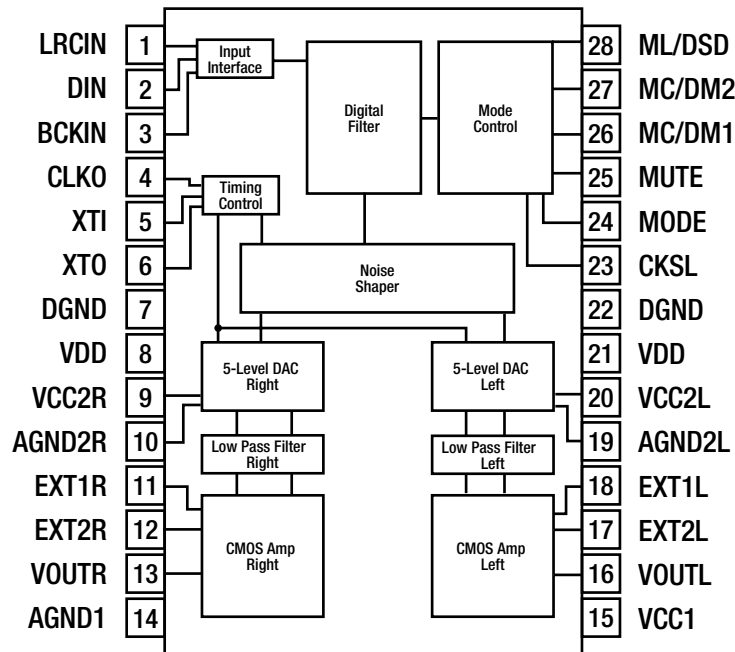 LRCIN 1
DIN 2
BCKIN 3
CLKO 4
XTI 5
XTO 6
DGND 7
VDD 8
VCC2R 9
AGND2R 10
EXT1R 11
EXT2R 12
VOUTR 13
AGND1 14
Input
Interface
Digital
Filter
Mode
Control
Timing
Control
Noise
Shaper
5-Level DAC
Right
5-Level DAC
Left
Low Pass Filter
Right
Low Pass Filter
Left
CMOS Amp
Right
CMOS Amp
Left
28 ML/DSD
27 MC/DM2
26 MC/DM1
25 MUTE
24 MODE
23 CKSL
22 DGND
21 VDD
20 VCC2L
19 AGND2L
18 EXT1L
17 EXT2L
16 VOUTL
15 VCC1